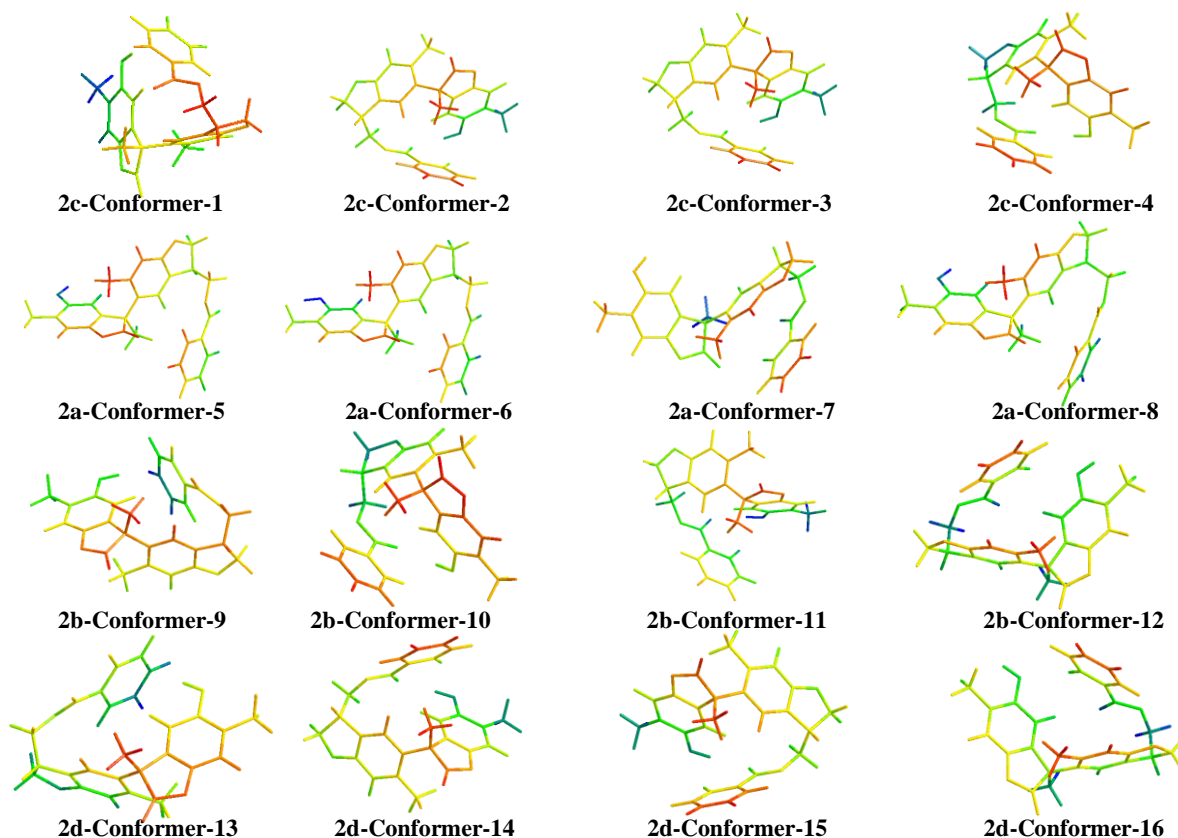 2c-Conformer-1 2c-Conformer-2 2c-Conformer-3 2c-Conformer-4
2a-Conformer-5 2a-Conformer-6 2a-Conformer-7 2a-Conformer-8
2b-Conformer-9 2b-Conformer-10 2b-Conformer-11 2b-Conformer-12
2d-Conformer-13 2d-Conformer-14 2d-Conformer-15 2d-Conformer-16